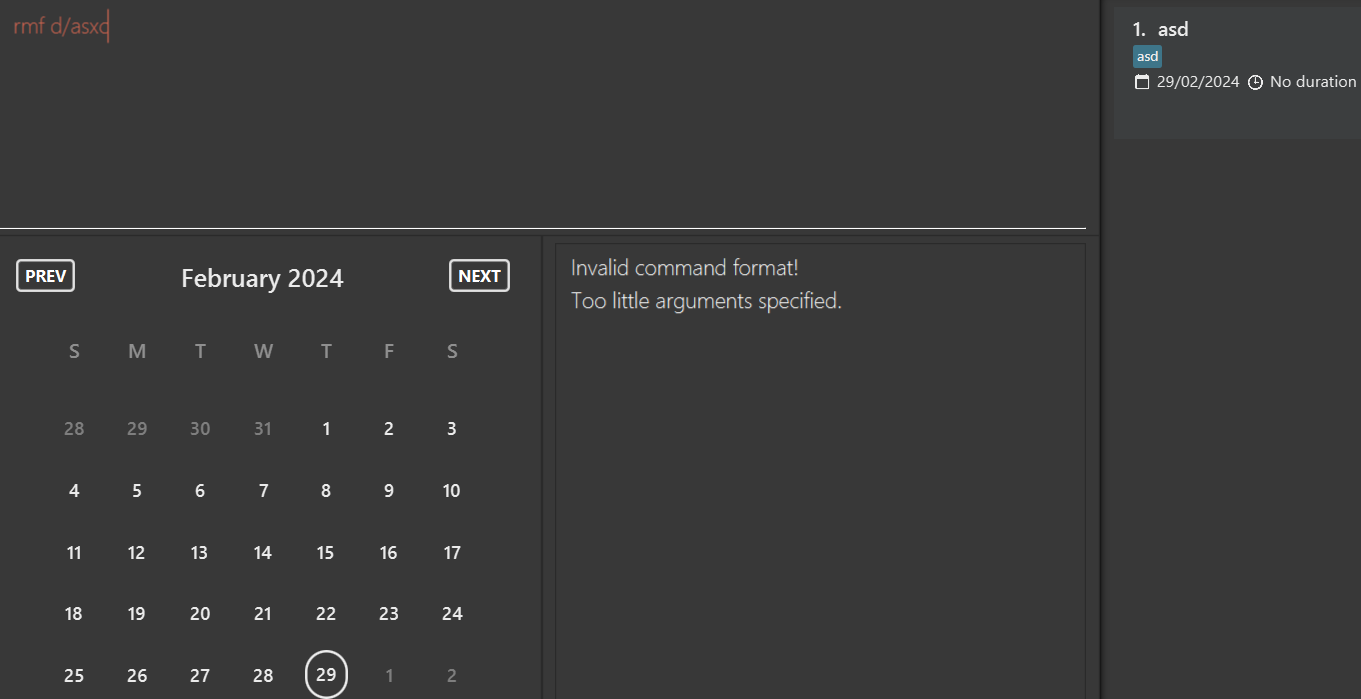 rmf d/asxc
1. asd
asd
29/02/2024 No duration
PREV February 2024 NEXT
S M T W T F S
28 29 30 31 1 2 3
4 5 6 7 8 9 10
11 12 13 14 15 16 17
18 19 20 21 22 23 24
25 26 27 28 29 1 2
Invalid command format!
Too little arguments specified.